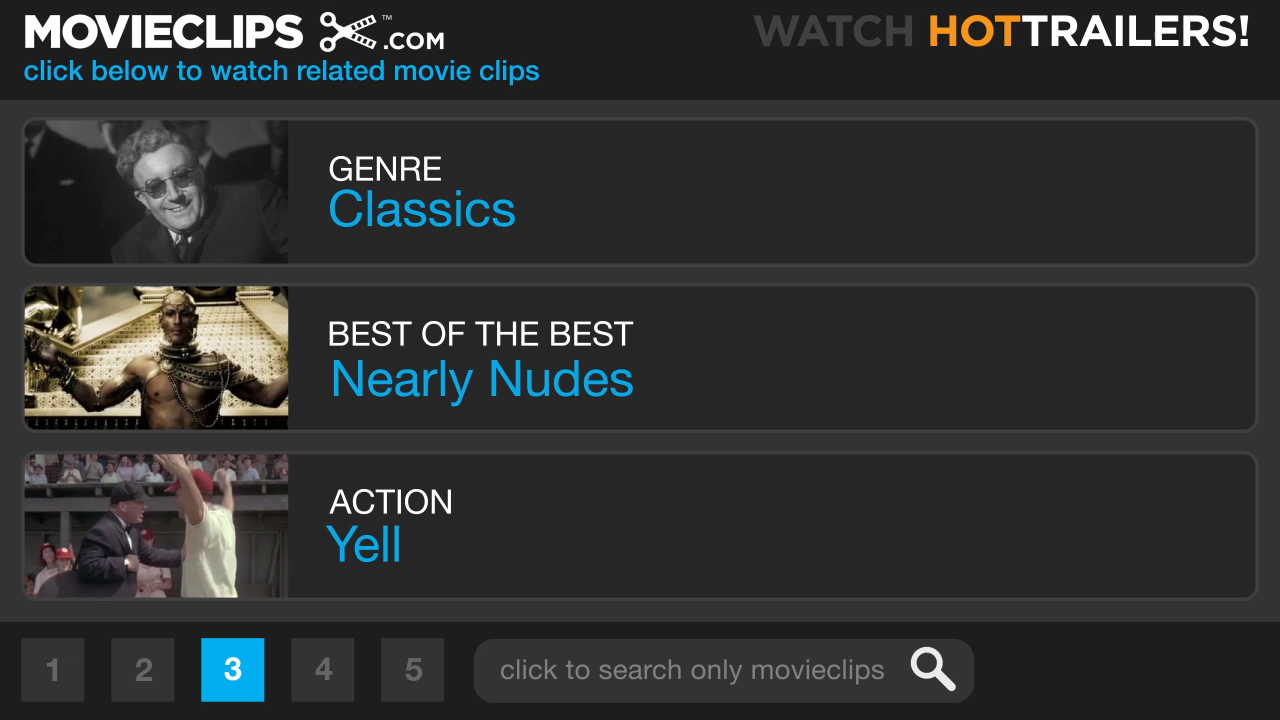 MOVIECLIPS™.COM
WATCH HOTTRAILERS!
click below to watch related movie clips
GENRE
Classics
BEST OF THE BEST
Nearly Nudes
ACTION
Yell
1 2 3 4 5
click to search only movieclips